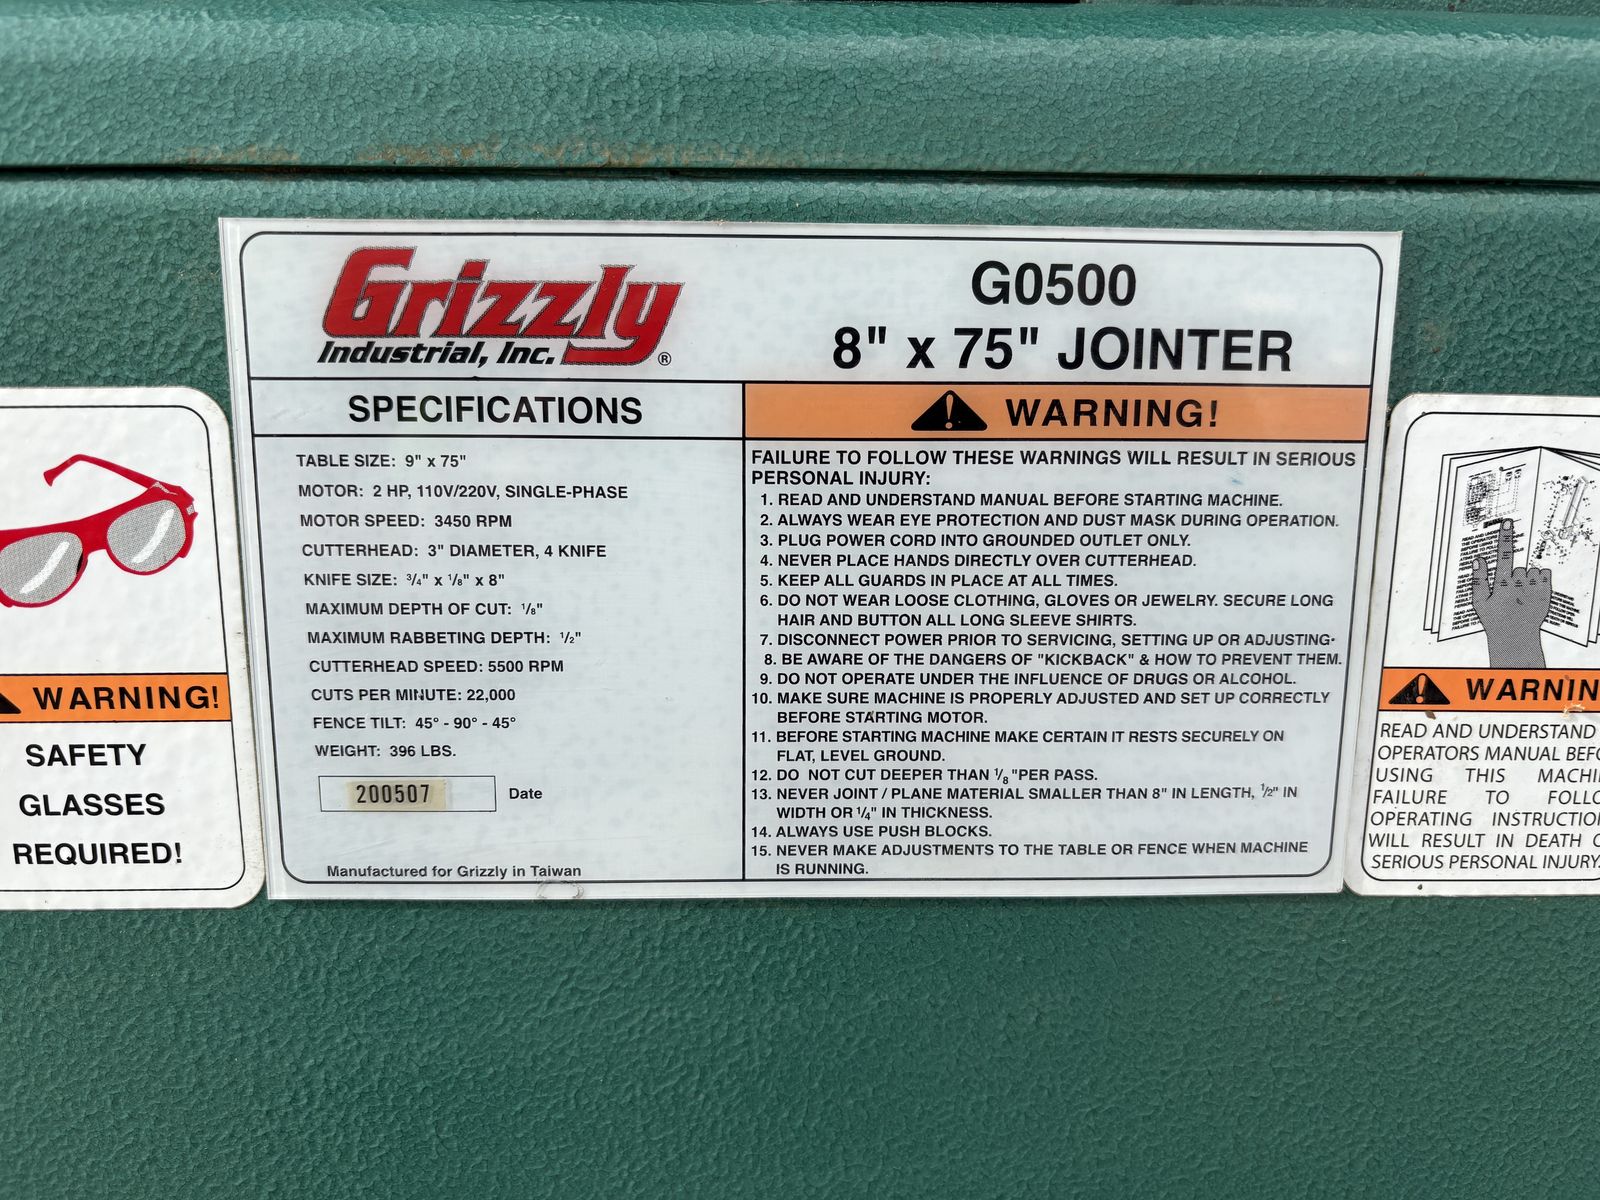 Grizzly
Industrial, Inc. ®
G0500
8" x 75" JOINTER
SPECIFICATIONS
TABLE SIZE: 9" x 75"
MOTOR: 2 HP, 110V/220V, SINGLE-PHASE
MOTOR SPEED: 3450 RPM
CUTTERHEAD: 3" DIAMETER, 4 KNIFE
KNIFE SIZE: 3/4" x 1/8" x 8"
MAXIMUM DEPTH OF CUT: 1/8"
MAXIMUM RABBETING DEPTH: 1/2"
CUTTERHEAD SPEED: 5500 RPM
CUTS PER MINUTE: 22,000
FENCE TILT: 45° - 90° - 45°
WEIGHT: 396 LBS.
200507 Date
Manufactured for Grizzly in Taiwan
WARNING!
FAILURE TO FOLLOW THESE WARNINGS WILL RESULT IN SERIOUS
PERSONAL INJURY:
1. READ AND UNDERSTAND MANUAL BEFORE STARTING MACHINE.
2. ALWAYS WEAR EYE PROTECTION AND DUST MASK DURING OPERATION.
3. PLUG POWER CORD INTO GROUNDED OUTLET ONLY.
4. NEVER PLACE HANDS DIRECTLY OVER CUTTERHEAD.
5. KEEP ALL GUARDS IN PLACE AT ALL TIMES.
6. DO NOT WEAR LOOSE CLOTHING, GLOVES OR JEWELRY. SECURE LONG
HAIR AND BUTTON ALL LONG SLEEVE SHIRTS.
7. DISCONNECT POWER PRIOR TO SERVICING, SETTING UP OR ADJUSTING.
8. BE AWARE OF THE DANGERS OF "KICKBACK" & HOW TO PREVENT THEM.
9. DO NOT OPERATE UNDER THE INFLUENCE OF DRUGS OR ALCOHOL.
10. MAKE SURE MACHINE IS PROPERLY ADJUSTED AND SET UP CORRECTLY
BEFORE STARTING MOTOR.
11. BEFORE STARTING MACHINE MAKE CERTAIN IT RESTS SECURELY ON
FLAT, LEVEL GROUND.
12. DO NOT CUT DEEPER THAN 1/8 "PER PASS.
13. NEVER JOINT / PLANE MATERIAL SMALLER THAN 8" IN LENGTH, 1/2" IN
WIDTH OR 1/4" IN THICKNESS.
14. ALWAYS USE PUSH BLOCKS.
15. NEVER MAKE ADJUSTMENTS TO THE TABLE OR FENCE WHEN MACHINE
IS RUNNING.
WARNING!
SAFETY
GLASSES
REQUIRED!
WARNIN
READ AND UNDERSTAND
OPERATORS MANUAL BEFO
USING THIS MACHI
FAILURE TO FOLLO
OPERATING INSTRUCTION
WILL RESULT IN DEATH O
SERIOUS PERSONAL INJURY.